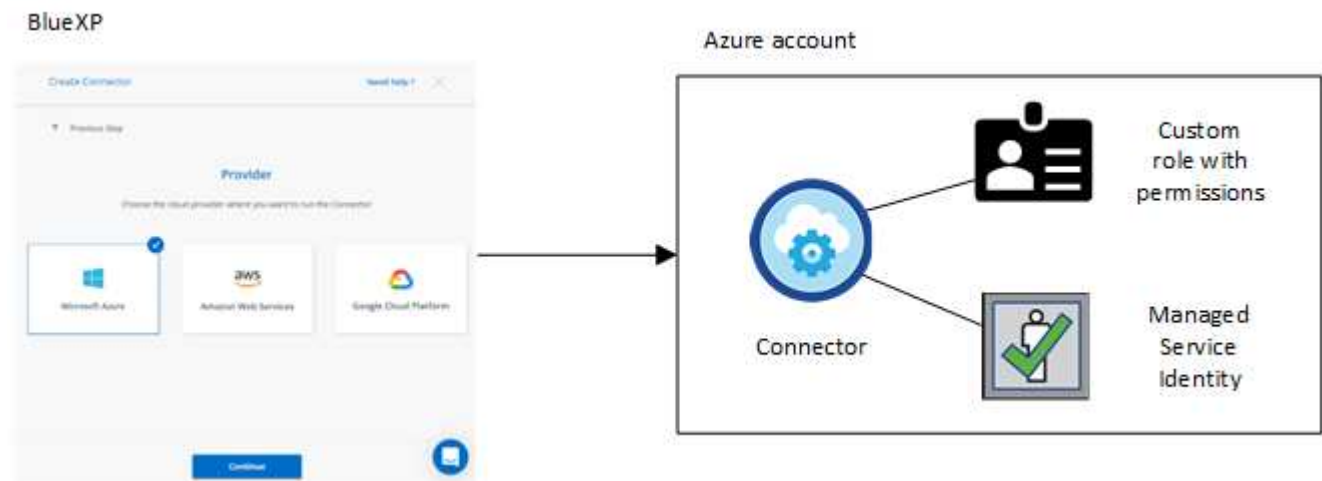 BlueXP
Azure account
Create Connector
Need help?
Previous Step
Provider
Choose the cloud provider where you want to run the Connector
Microsoft Azure
aws
Amazon Web Services
Google Cloud Platform
Continue
Connector
Custom
role with
permissions
Managed
Service
Identity